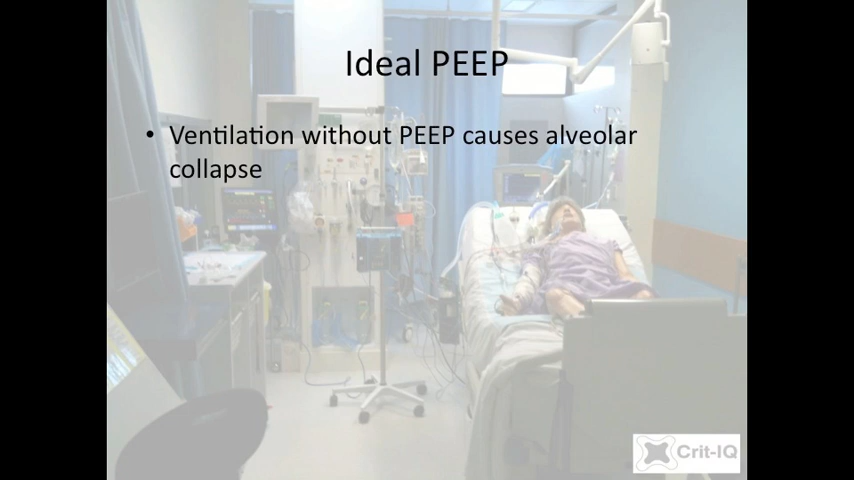 Ideal PEEP
• Ventilation without PEEP causes alveolar
collapse
Crit-IQ